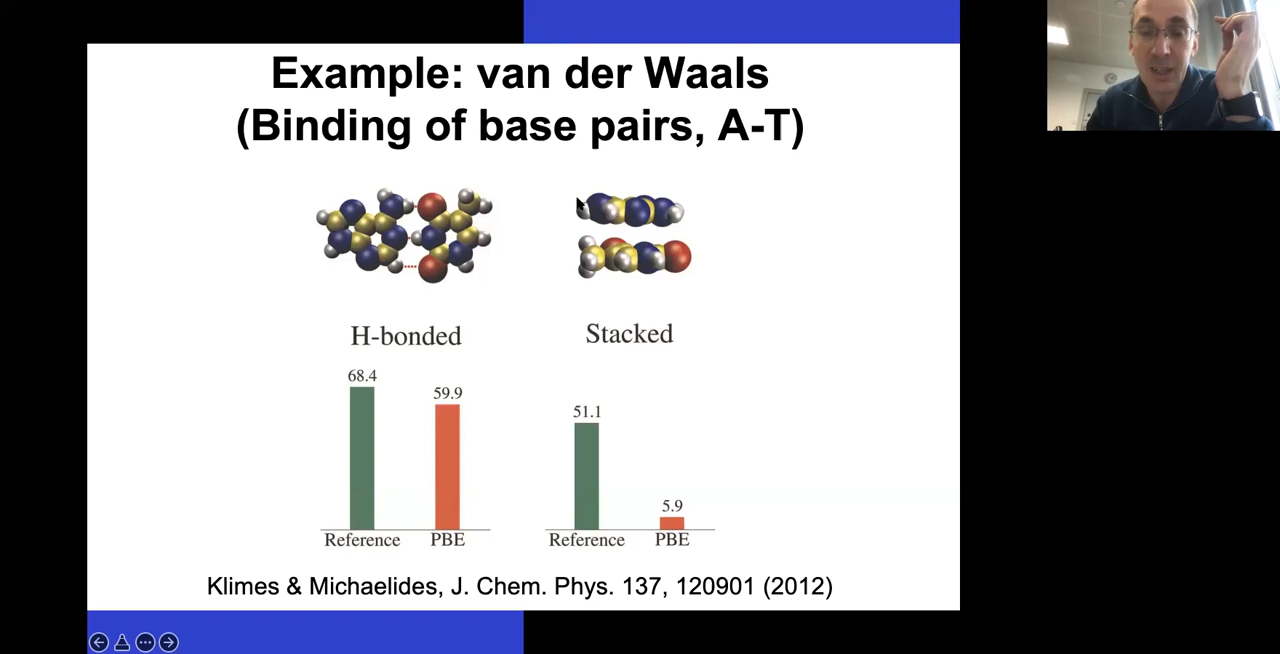 Example: van der Waals
(Binding of base pairs, A-T)
H-bonded
Stacked
68.4
59.9
51.1
5.9
Reference
PBE
Reference
PBE
Klimes & Michaelides, J. Chem. Phys. 137, 120901 (2012)